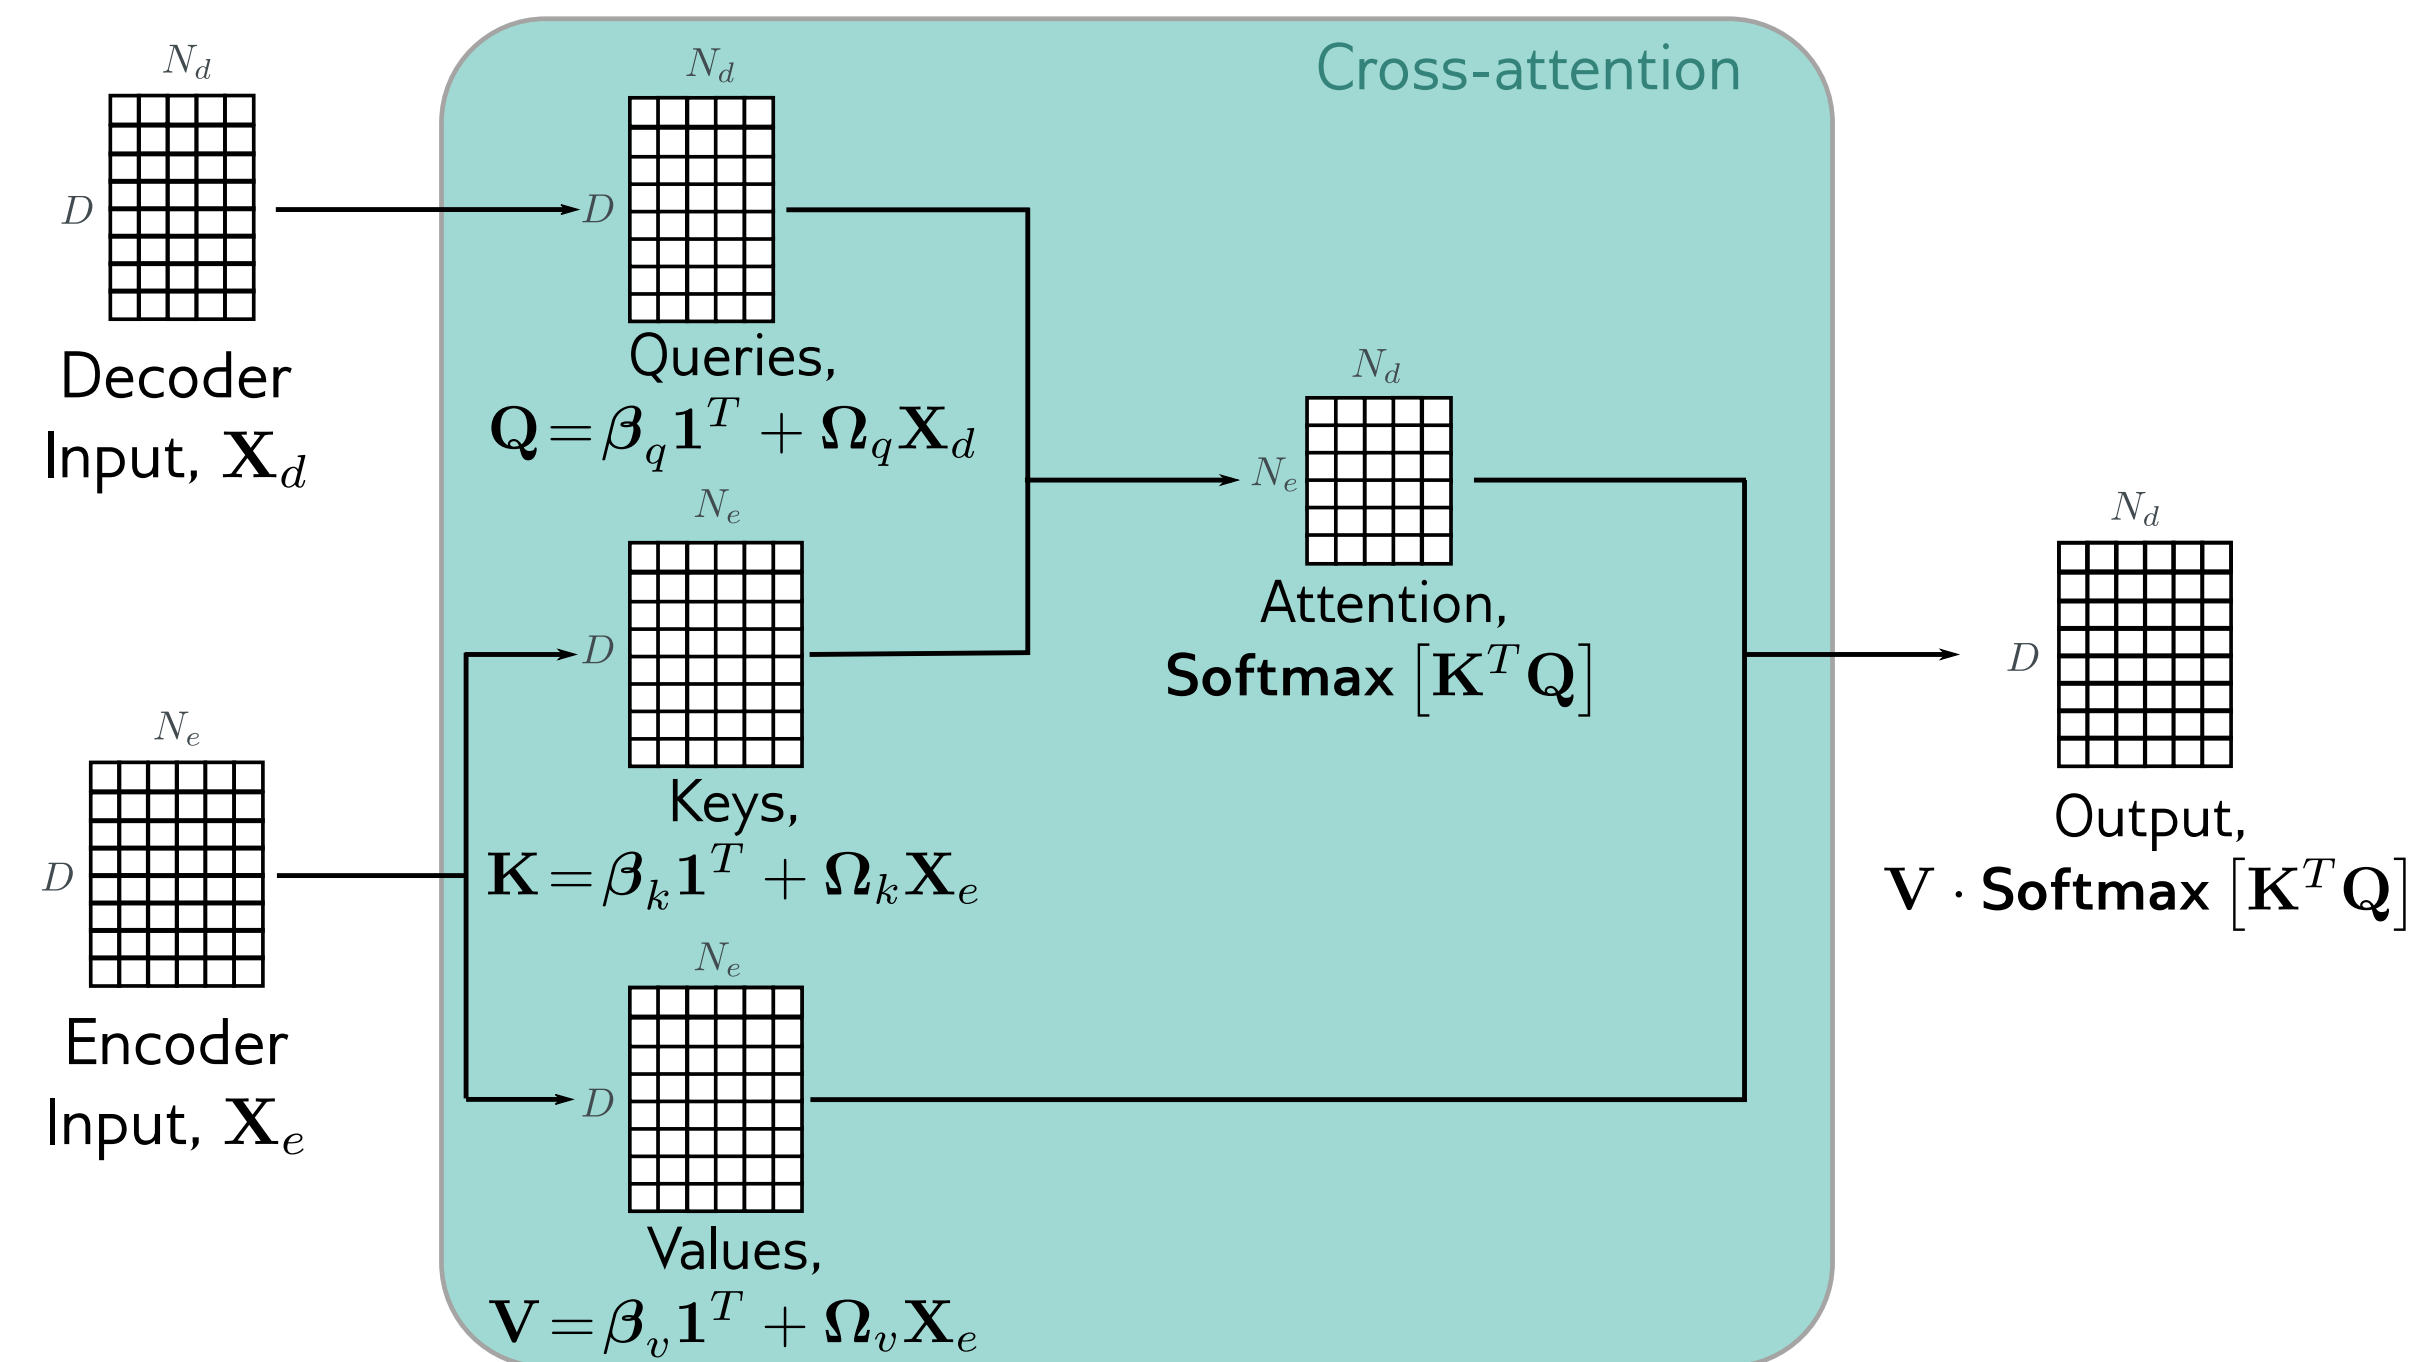 Cross-attention
N_d
D
Decoder
Input, X_d
N_d
D
Queries,
Q = β_q 1^T + Ω_q X_d
N_e
D
Encoder
Input, X_e
N_e
D
Keys,
K = β_k 1^T + Ω_k X_e
N_e
D
Values,
V = β_v 1^T + Ω_v X_e
N_d
N_e
Attention,
Softmax [K^T Q]
N_d
D
Output,
V · Softmax [K^T Q]